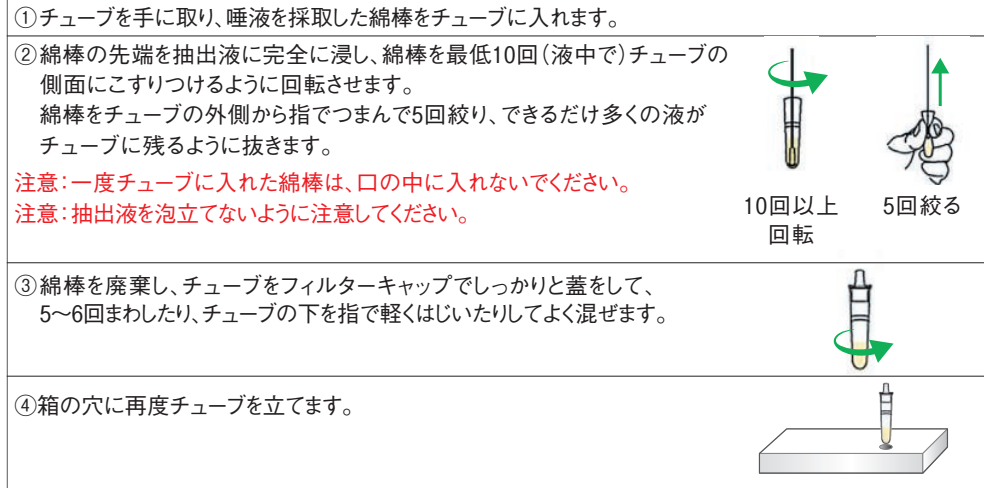 ①チューブを手に取り、唾液を採取した綿棒をチューブに入れます。
②綿棒の先端を抽出液に完全に浸し、綿棒を最低10回（液中で）チューブの
側面にこすりつけるように回転させます。
綿棒をチューブの外側から指でつまんで5回絞り、できるだけ多くの液が
チューブに残るように抜きます。
注意：一度チューブに入れた綿棒は、口の中に入れないでください。
注意：抽出液を泡立てないように注意してください。
10回以上
回転
5回絞る
③綿棒を廃棄し、チューブをフィルターキャップでしっかりと蓋をして、
5～6回まわしたり、チューブの下を指で軽くはじいたりしてよく混ぜます。
④箱の穴に再度チューブを立てます。